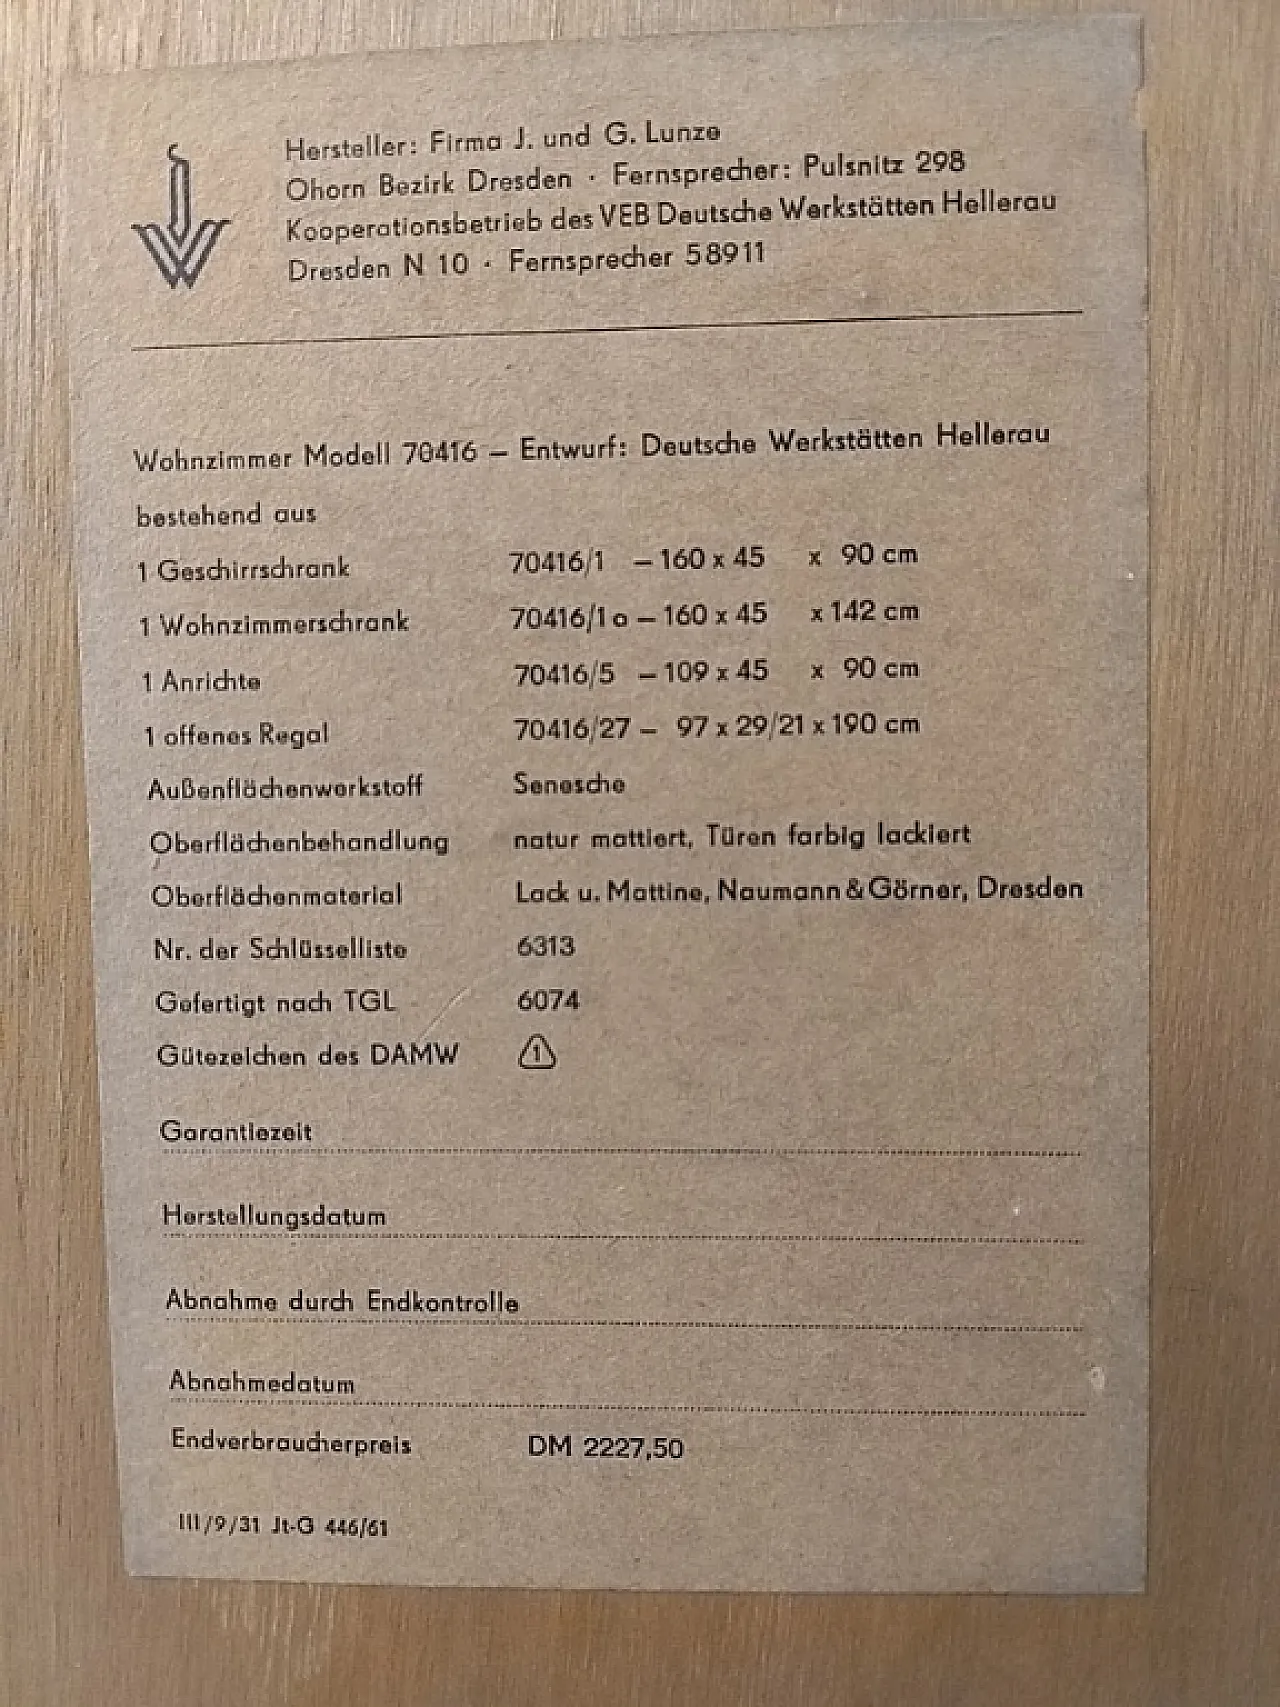 Hersteller: Firma J. und G. Lunze
Ohorn Bezirk Dresden · Fernsprecher: Pulsnitz 298
Kooperationsbetrieb des VEB Deutsche Werkstätten Hellerau
Dresden N 10 · Fernsprecher 58911
Wohnzimmer Modell 70416 – Entwurf: Deutsche Werkstätten Hellerau
bestehend aus
1 Geschirrschrank 70416/1 – 160 x 45 x 90 cm
1 Wohnzimmerschrank 70416/1a – 160 x 45 x 142 cm
1 Anrichte 70416/5 – 109 x 45 x 90 cm
1 offenes Regal 70416/27 – 97 x 29/21 x 190 cm
Außenflächenwerkstoff Senesche
Oberflächenbehandlung natur mattiert, Türen farbig lackiert
Oberflächenmaterial Lack u. Mattine, Naumann & Görner, Dresden
Nr. der Schlüsselliste 6313
Gefertigt nach TGL 6074
Gütezeichen des DAMW 1
Garantiezeit
Herstellungsdatum
Abnahme durch Endkontrolle
Abnahmedatum
Endverbraucherpreis DM 2227,50
III/9/31 Jt-G 446/61